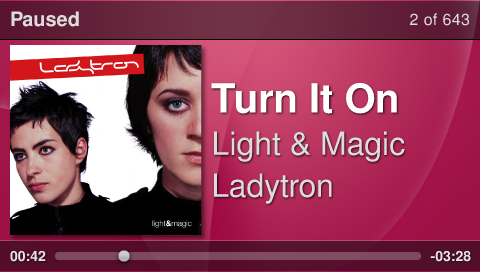 Paused
2 of 643
Ladytron
Turn It On
Light & Magic
Ladytron
light&magic
00:42
-03:28